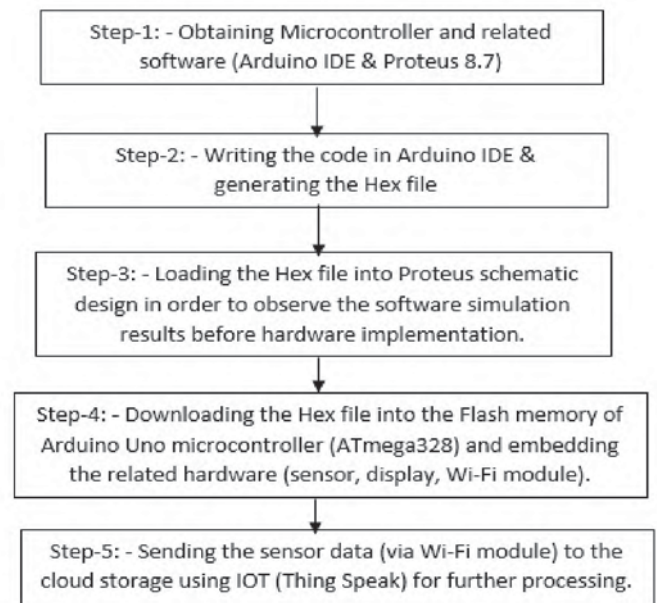 Step-1: - Obtaining Microcontroller and related
software (Arduino IDE & Proteus 8.7)
Step-2: - Writing the code in Arduino IDE &
generating the Hex file
Step-3: - Loading the Hex file into Proteus schematic
design in order to observe the software simulation
results before hardware implementation.
Step-4: - Downloading the Hex file into the Flash memory of
Arduino Uno microcontroller (ATmega328) and embedding
the related hardware (sensor, display, Wi-Fi module).
Step-5: - Sending the sensor data (via Wi-Fi module) to the
cloud storage using IOT (Thing Speak) for further processing.